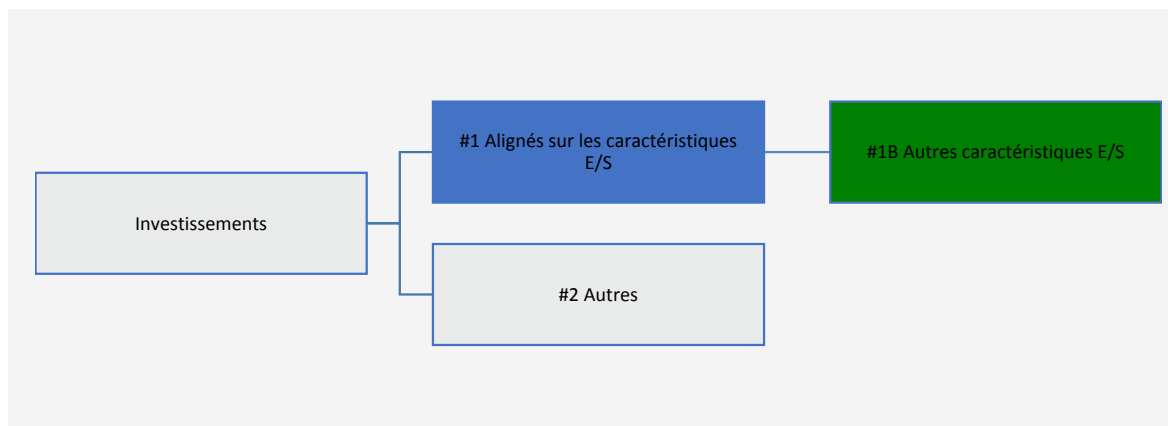 #1 Alignés sur les caractéristiques
E/S
#1B Autres caractéristiques E/S
Investissements
#2 Autres